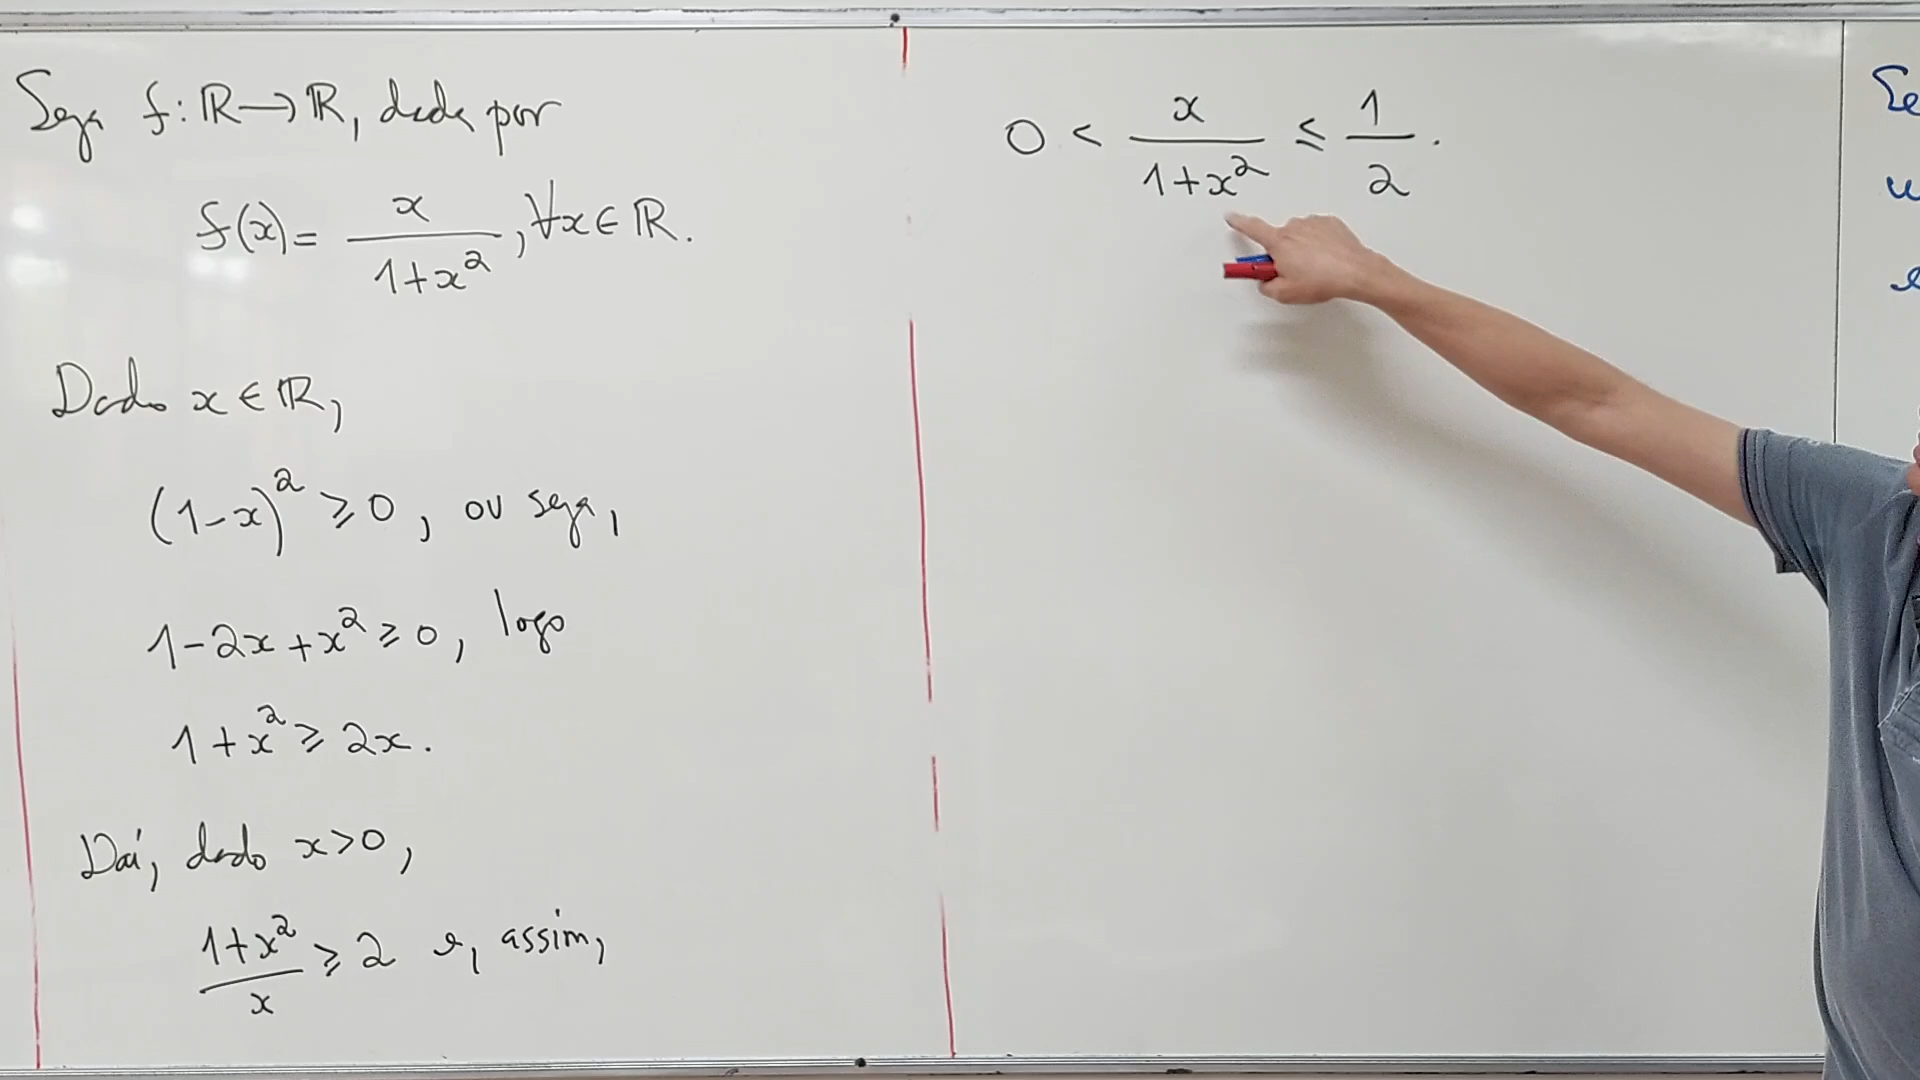 Seja f: ℝ→ℝ, dada por
f(x) = x/(1+x²), ∀x∈ℝ.
Dado x∈ℝ,
(1-x)² ≥ 0, ou seja,
1-2x+x² ≥ 0, logo
1+x² ≥ 2x.
Daí, dado x>0,
(1+x²)/x ≥ 2 e, assim,
0 < x/(1+x²) ≤ 1/2.